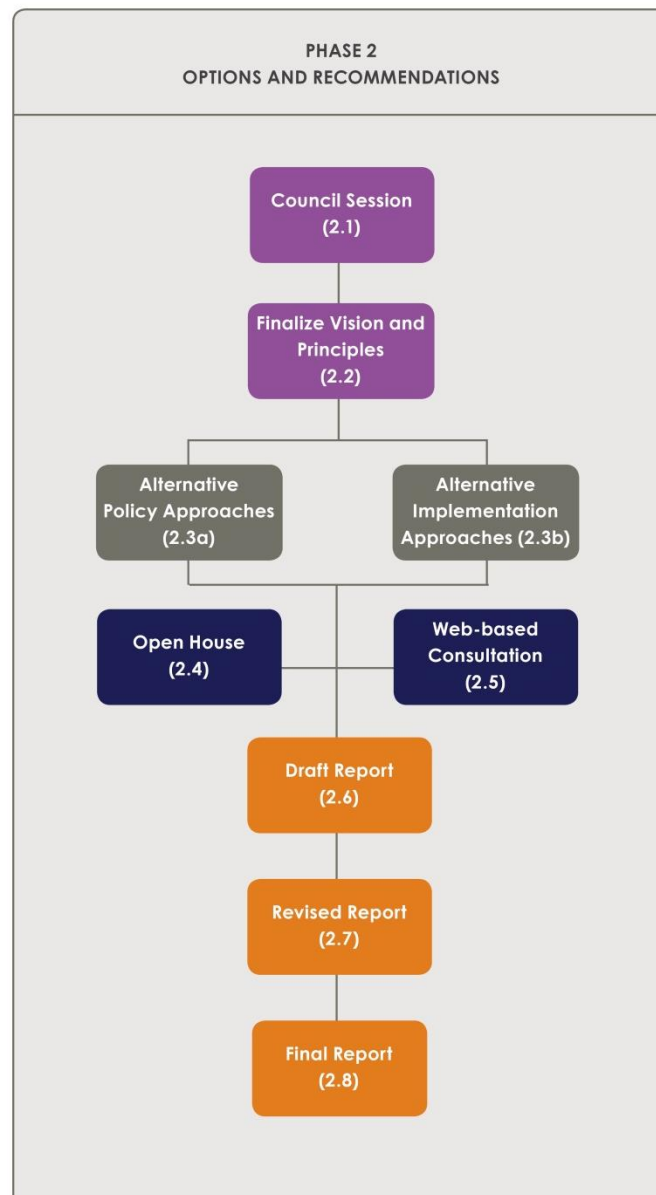 PHASE 2
OPTIONS AND RECOMMENDATIONS
Council Session
(2.1)
Finalize Vision and
Principles
(2.2)
Alternative
Policy Approaches
(2.3a)
Alternative
Implementation
Approaches (2.3b)
Open House
(2.4)
Web-based
Consultation
(2.5)
Draft Report
(2.6)
Revised Report
(2.7)
Final Report
(2.8)